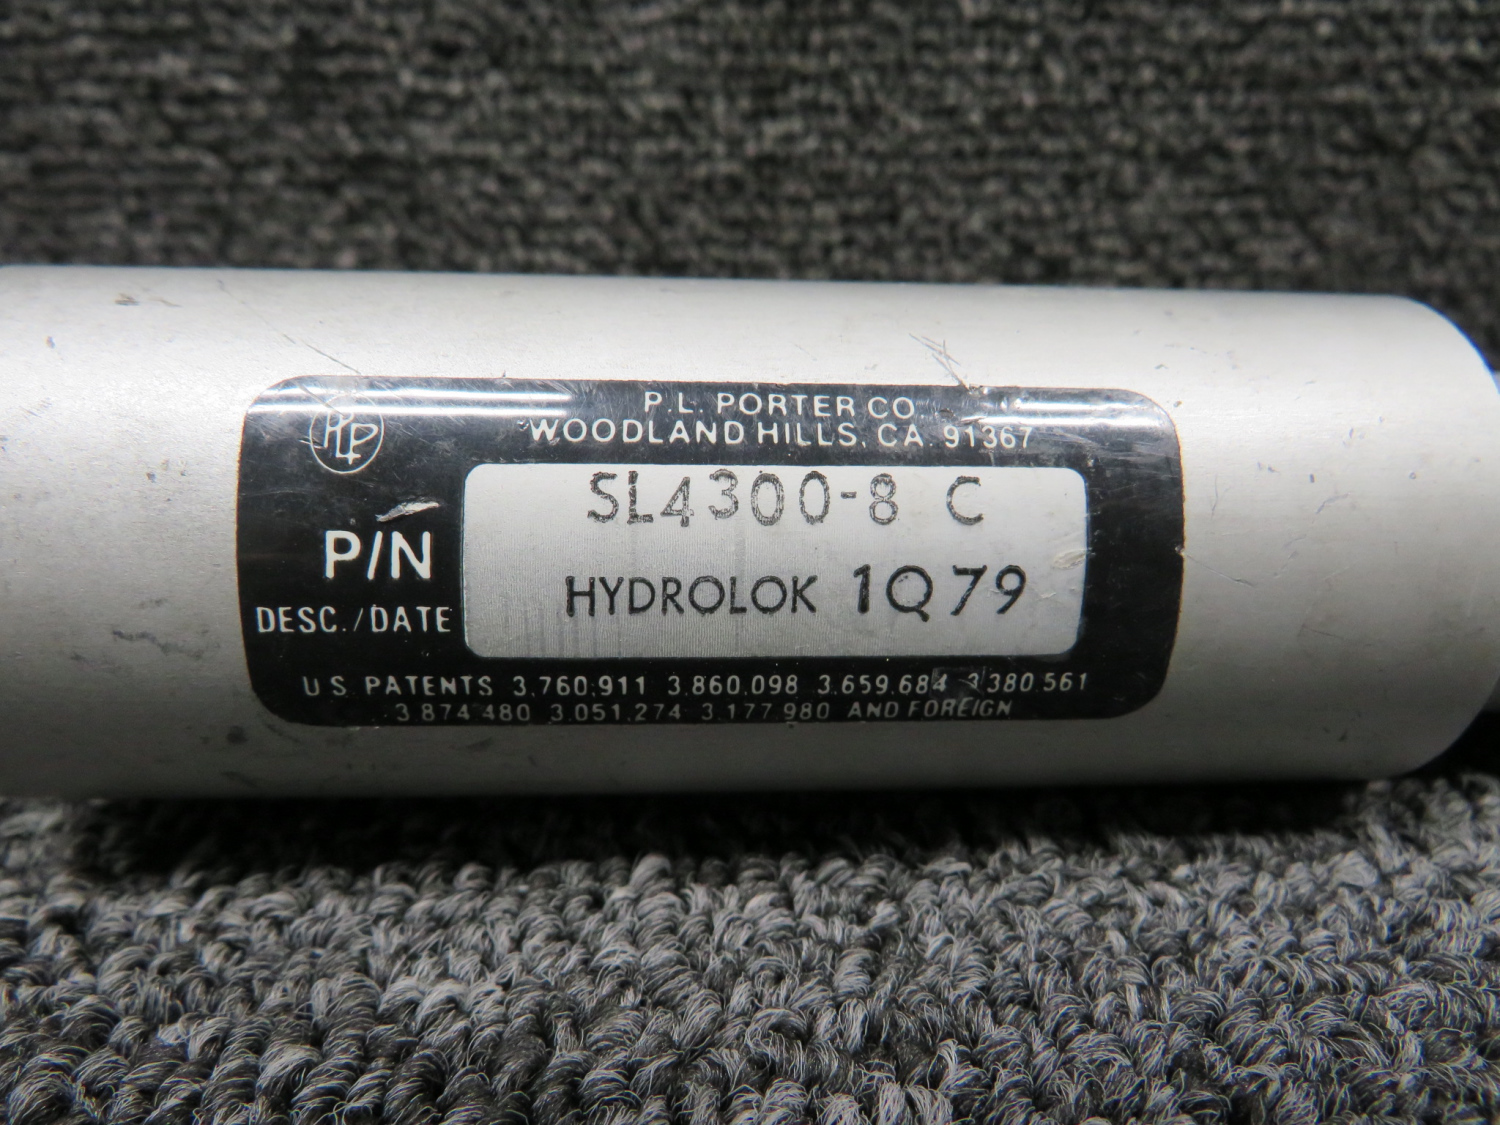 P.L. PORTER CO.
WOODLAND HILLS, CA. 91367
PLP
SL4300-8 C
P/N
HYDROLOK 1Q79
DESC./DATE
U.S. PATENTS 3,760,911 3,860,098 3,659,684 3,380,561
3,874,480 3,051,274 3,177,980 AND FOREIGN